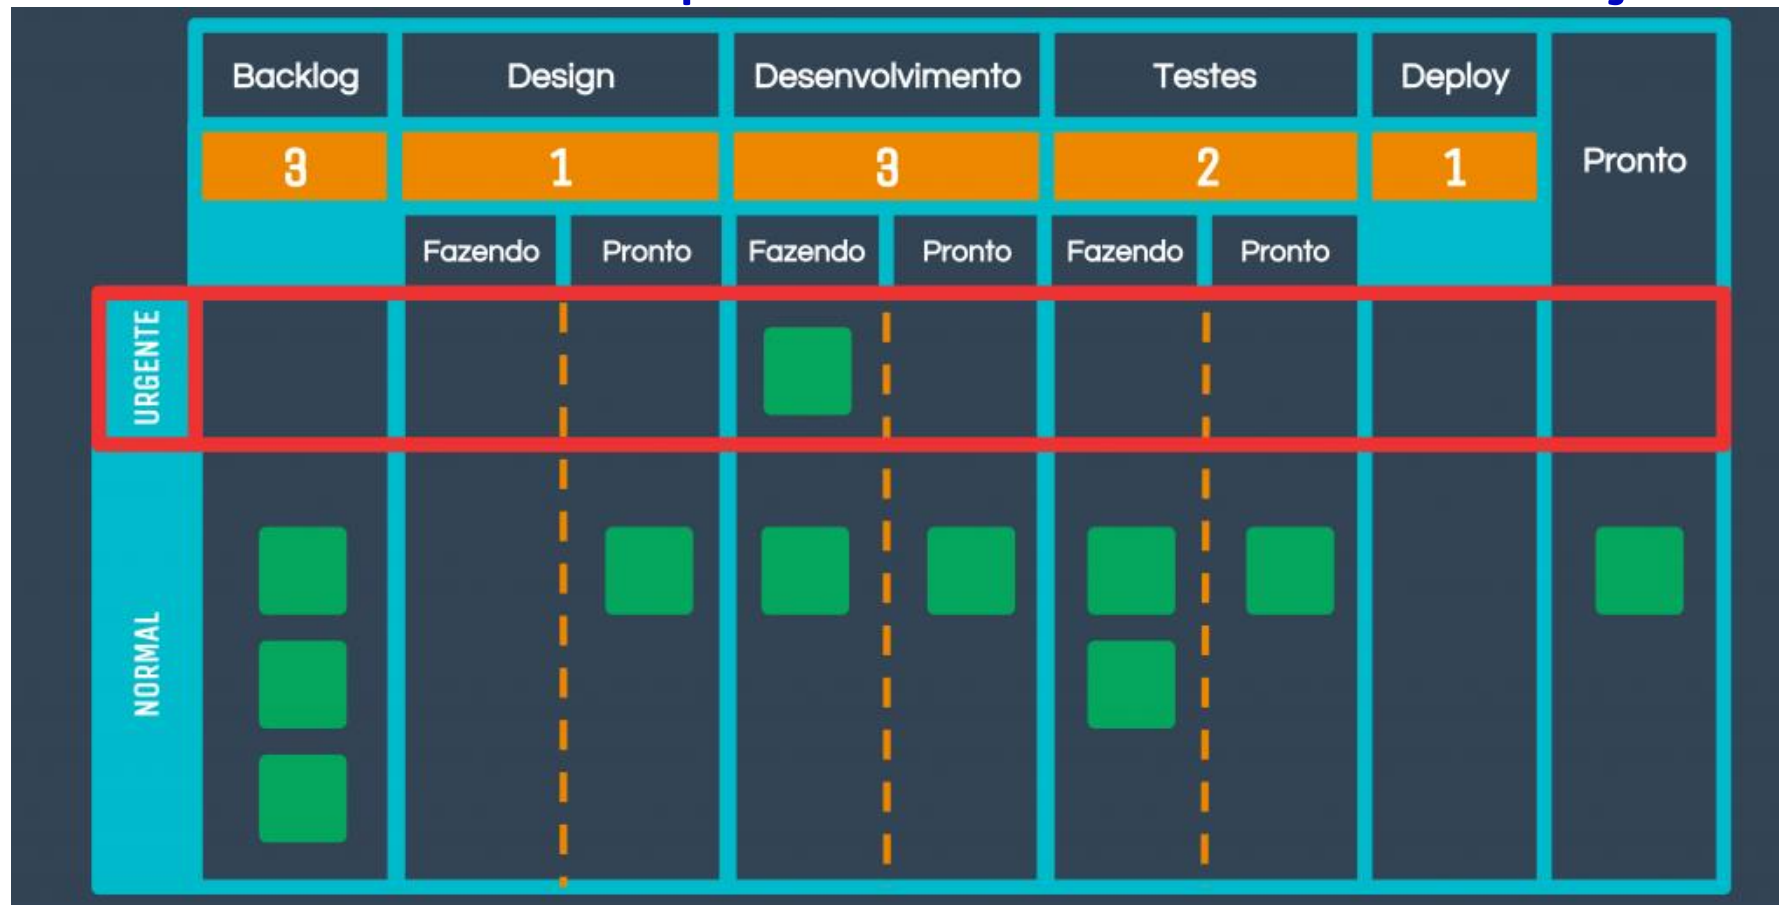 Backlog Design Desenvolvimento Testes Deploy
3 1 3 2 1 Pronto
Fazendo Pronto Fazendo Pronto Fazendo Pronto
URGENTE
NORMAL